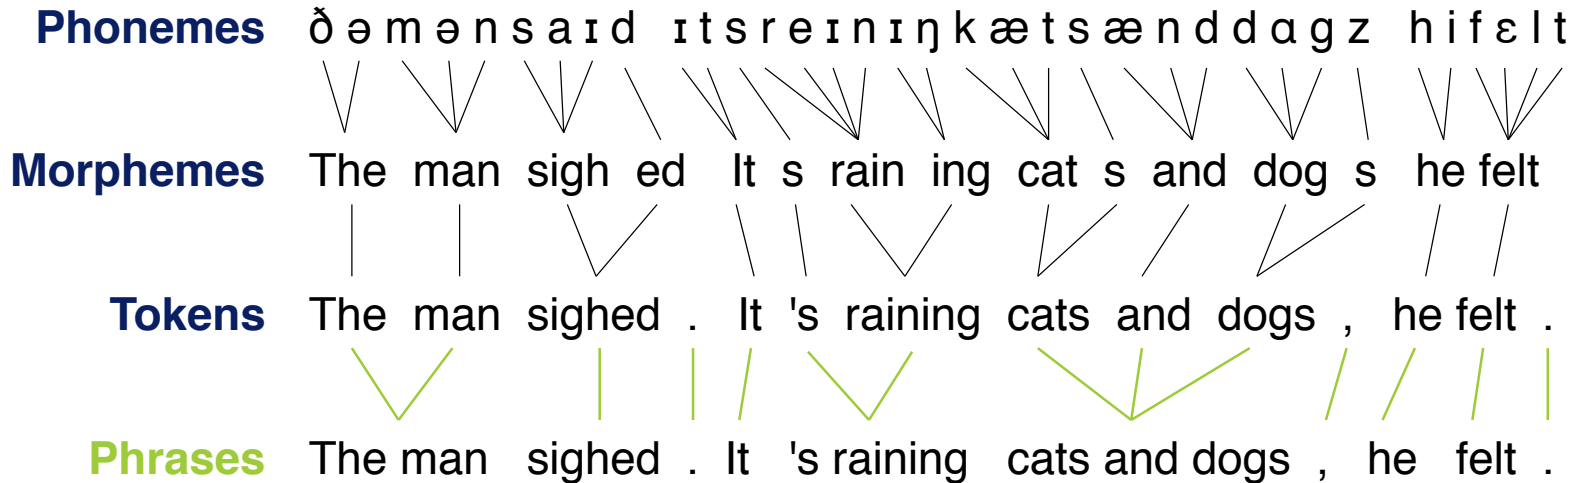 Phonemes ð ə m ə n s a ɪ d ɪ t s r e ɪ n ɪ ŋ k æ t s æ n d d ɑ g z h i f ɛ l t
Morphemes The man sigh ed It s rain ing cat s and dog s he felt
Tokens The man sighed . It 's raining cats and dogs , he felt .
Phrases The man sighed . It 's raining cats and dogs , he felt .